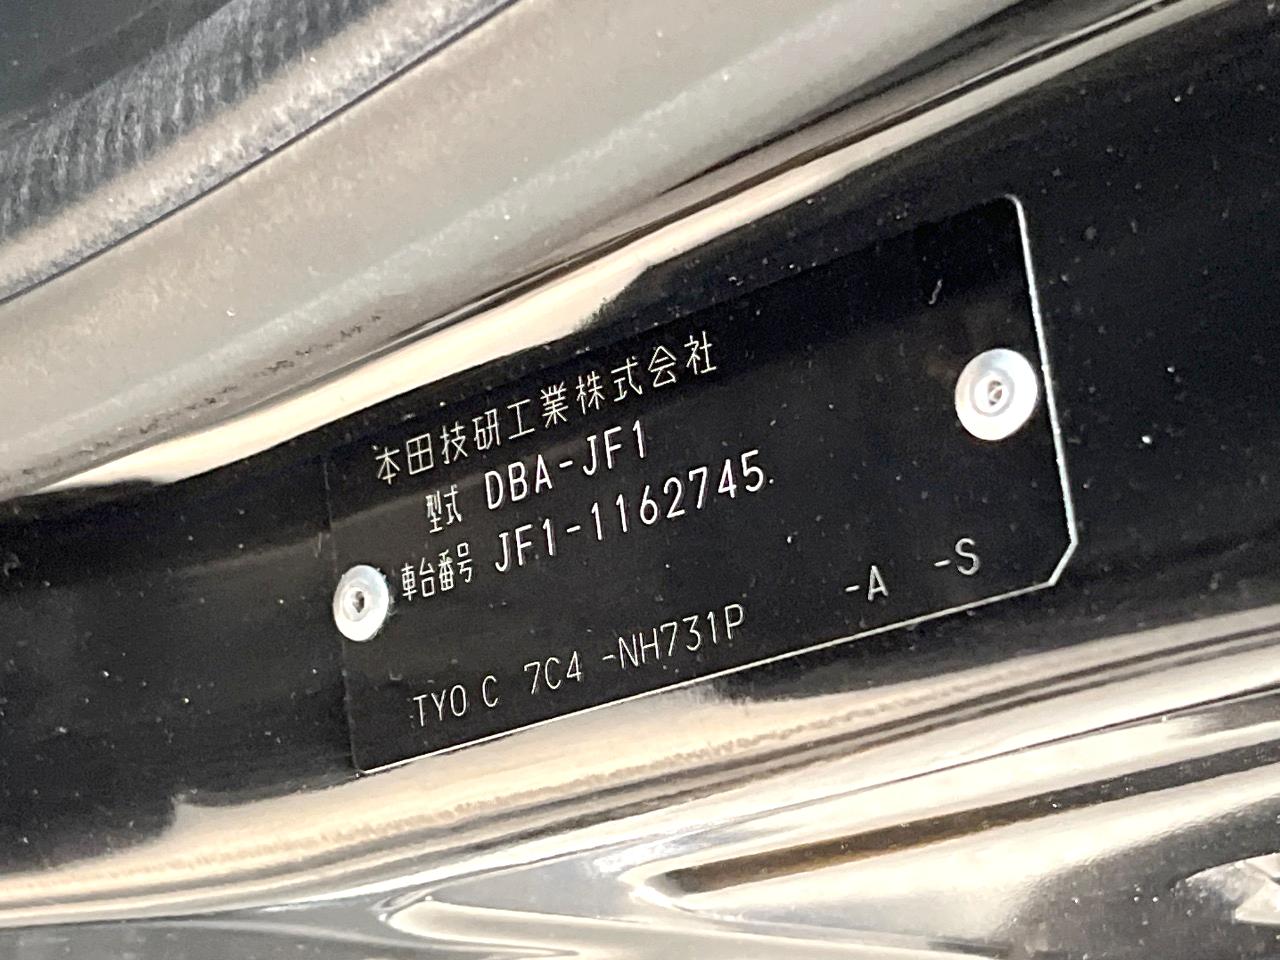 本田技研工業株式会社
型式 DBA-JF1
車台番号 JF1-1162745
TYO C 7C4 -NH731P -A -S